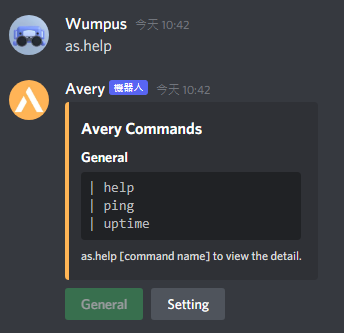 Wumpus 今天 10:42
as.help
Avery 機器人 今天 10:42
Avery Commands
General
| help
| ping
| uptime
as.help [command name] to view the detail.
General Setting